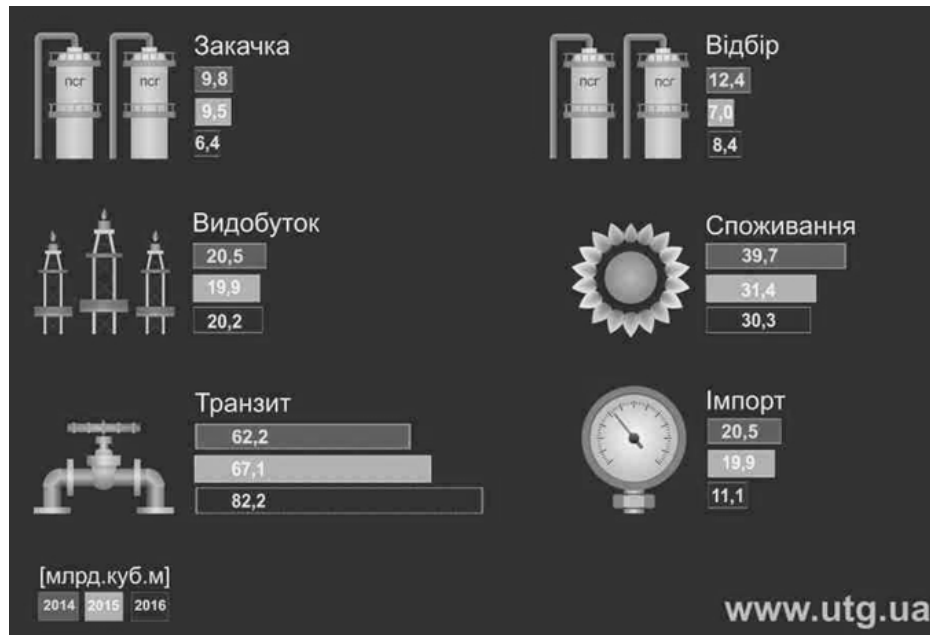 Закачка
9,8
9,5
6,4
псг псг
Відбір
12,4
7,0
8,4
псг псг
Видобуток
20,5
19,9
20,2
Споживання
39,7
31,4
30,3
Транзит
62,2
67,1
82,2
Імпорт
20,5
19,9
11,1
[млрд.куб.м]
2014 2015 2016
www.utg.ua